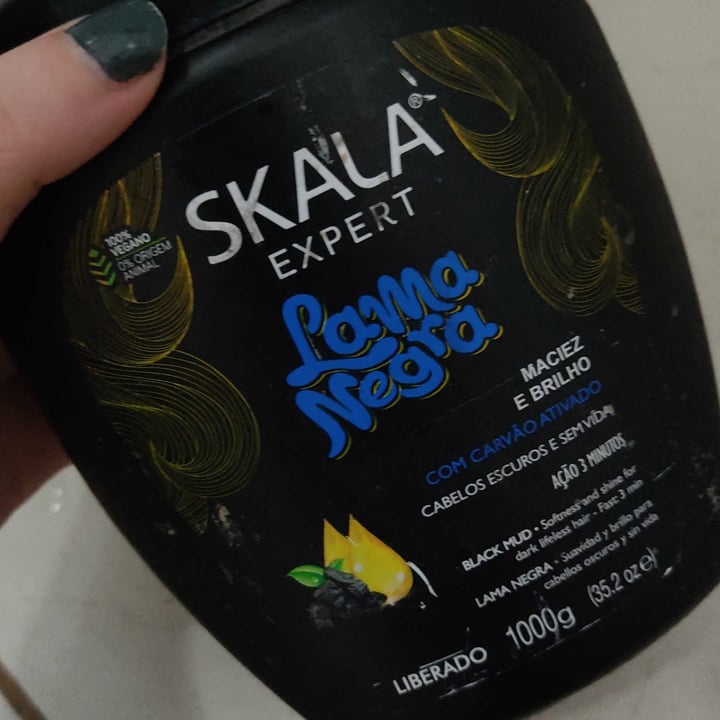 SKALA®
EXPERT
100%
VEGANO
0% ORIGEM
ANIMAL
Lama
Negra
MACIEZ
E BRILHO
COM CARVÃO ATIVADO
CABELOS ESCUROS E SEM VIDA
AÇÃO 3 MINUTOS
BLACK MUD • Softness and shine for
dark lifeless hair - Fast: 3 min
LAMA NEGRA • Suavidad y brillo para
cabellos oscuros y sin vida
LIBERADO 1000g (35.2 oz e)